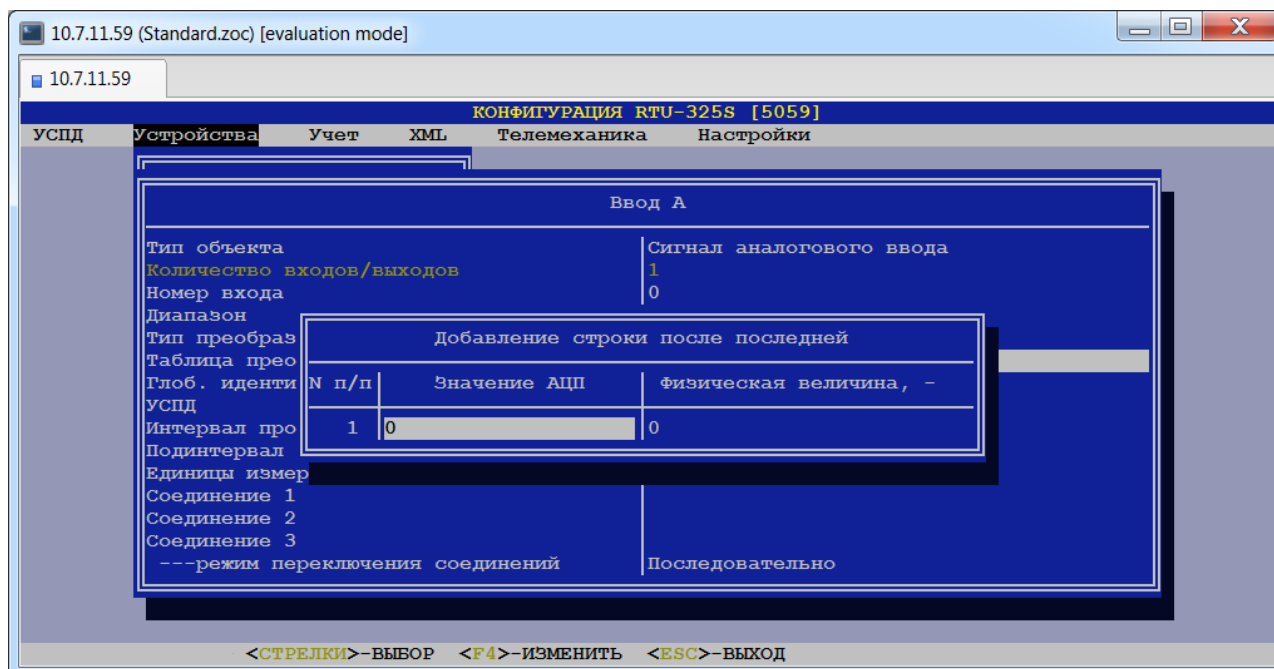 10.7.11.59 (Standard.zoc) [evaluation mode]
10.7.11.59
КОНФИГУРАЦИЯ RTU-325S [5059]
УСПД Устройства Учет XML Телемеханика Настройки
Ввод A
Тип объекта Сигнал аналогового ввода
Количество входов/выходов 1
Номер входа 0
Диапазон
Тип преобраз Добавление строки после последней
Таблица прео
Глоб. иденти N п/п Значение АЦП Физическая величина, -
УСПД
Интервал про 1 0 0
Подинтервал
Единицы измер
Соединение 1
Соединение 2
Соединение 3
---режим переключения соединений Последовательно
<СТРЕЛКИ>-ВЫБОР <F4>-ИЗМЕНИТЬ <ESC>-ВЫХОД